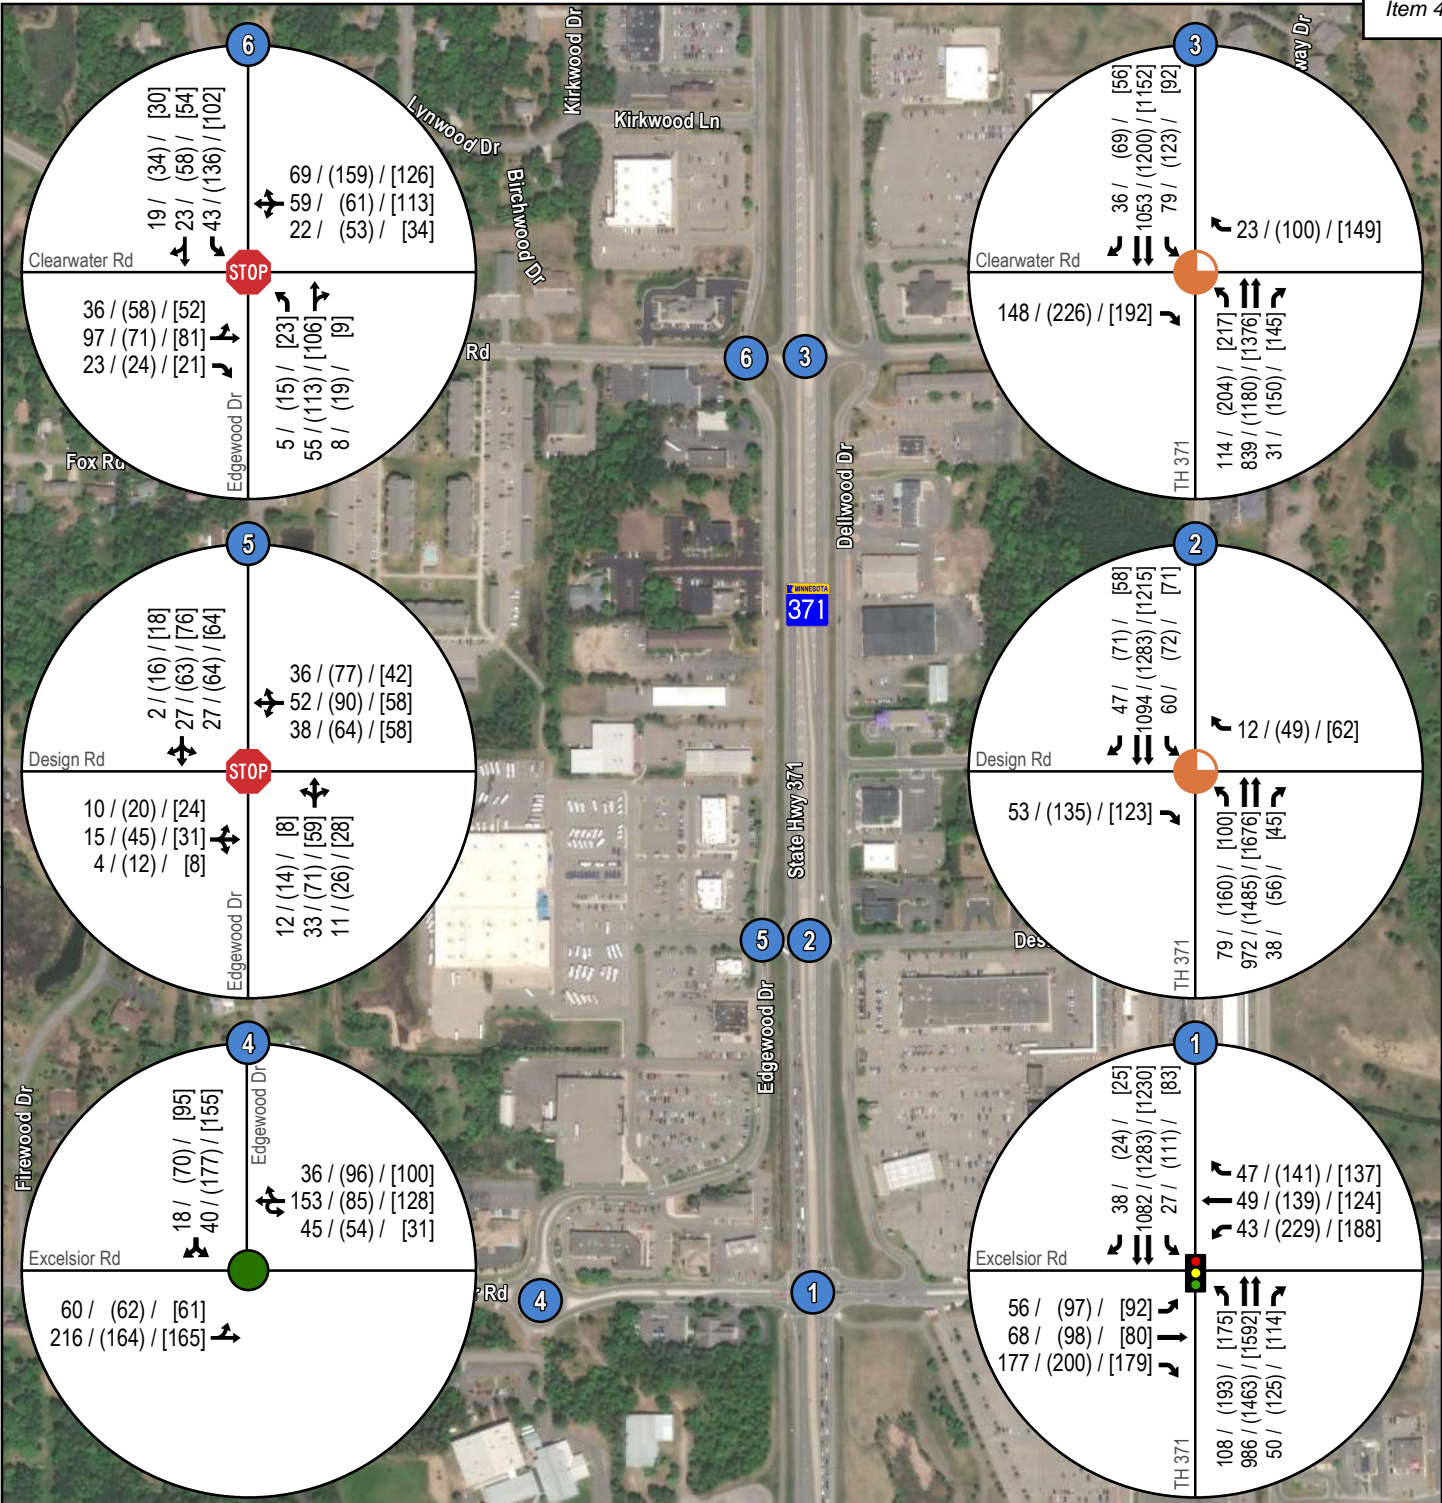 Item 4
6
19 / (34) / [30]
23 / (58) / [54]
43 / (136) / [102]
69 / (159) / [126]
59 / (61) / [113]
22 / (53) / [34]
Clearwater Rd
STOP
36 / (58) / [52]
97 / (71) / [81]
23 / (24) / [21]
5 / (15) / [23]
55 / (113) / [106]
8 / (19) / [9]
Edgewood Dr
Kirkwood Dr
Lynwood Dr
Kirkwood Ln
Birchwood Dr
way Dr
3
36 / (69) / [56]
1053 / (1200) / [1152]
79 / (123) / [92]
23 / (100) / [149]
Clearwater Rd
148 / (226) / [192]
114 / (204) / [217]
839 / (1180) / [1376]
31 / (150) / [145]
TH 371
Rd
6
3
Fox Rd
Dellwood Dr
5
2 / (16) / [18]
27 / (63) / [76]
27 / (64) / [64]
36 / (77) / [42]
52 / (90) / [58]
38 / (64) / [58]
Design Rd
STOP
10 / (20) / [24]
15 / (45) / [31]
4 / (12) / [8]
12 / (14) / [8]
33 / (71) / [59]
11 / (26) / [28]
Edgewood Dr
MINNESOTA
371
State Hwy 371
2
47 / (71) / [58]
1094 / (1283) / [1215]
60 / (72) / [71]
12 / (49) / [62]
Design Rd
53 / (135) / [123]
79 / (160) / [100]
972 / (1485) / [1676]
38 / (56) / [45]
TH 371
5
2
Des
Edgewood Dr
Firewood Dr
4
18 / (70) / [95]
40 / (177) / [155]
Edgewood Dr
36 / (96) / [100]
153 / (85) / [128]
45 / (54) / [31]
Excelsior Rd
60 / (62) / [61]
216 / (164) / [165]
r Rd
4
1
1
38 / (24) / [25]
1082 / (1283) / [1230]
27 / (111) / [83]
47 / (141) / [137]
49 / (139) / [124]
43 / (229) / [188]
Excelsior Rd
56 / (97) / [92]
68 / (98) / [80]
177 / (200) / [179]
108 / (193) / [175]
986 / (1463) / [1592]
50 / (125) / [114]
TH 371